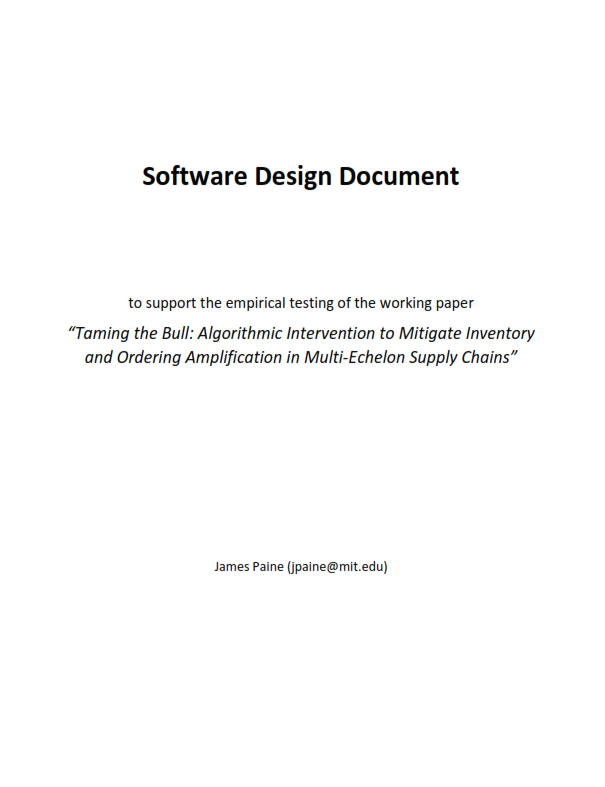 Software Design Document
to support the empirical testing of the working paper
“Taming the Bull: Algorithmic Intervention to Mitigate Inventory
and Ordering Amplification in Multi-Echelon Supply Chains”
James Paine (jpaine@mit.edu)